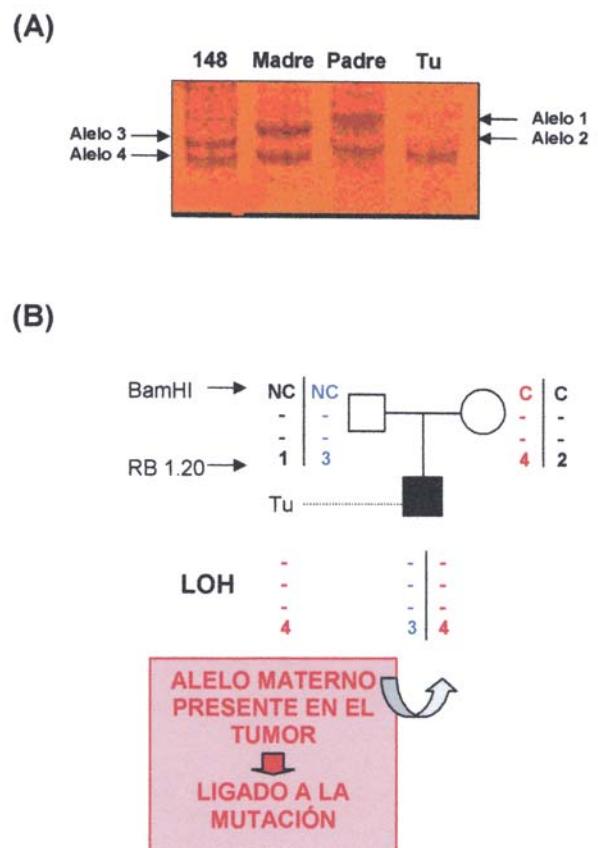 (A)
148 Madre Padre Tu
Alelo 3
Alelo 4
Alelo 1
Alelo 2
(B)
BamHI
NC NC
- -
- -
1 3
C C
- -
- -
4 2
RB 1.20
Tu
LOH
-
-
-
4
- -
- -
- -
3 4
ALELO MATERNO
PRESENTE EN EL
TUMOR
LIGADO A LA
MUTACIÓN